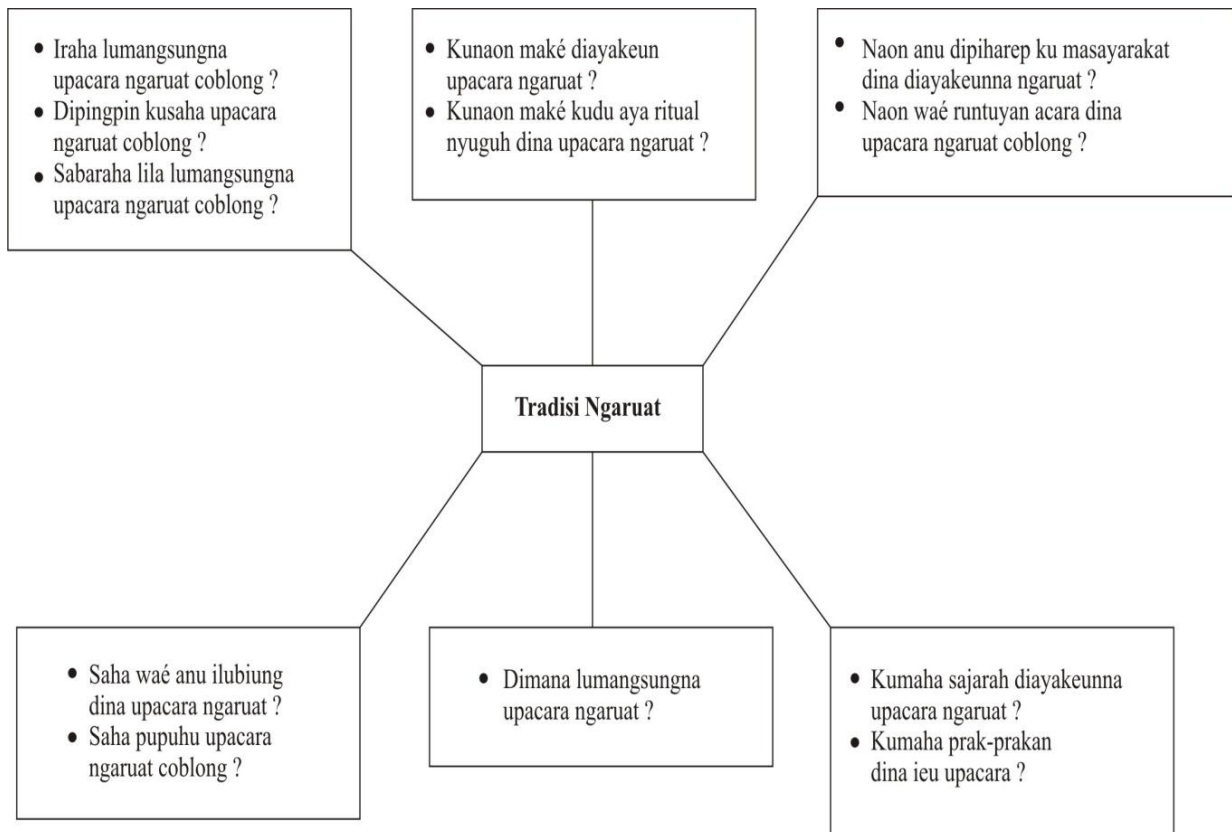 • Iraha lumangsungna
upacara ngaruat coblong ?
• Dipingpin kusaha upacara
ngaruat coblong ?
• Sabaraha lila lumangsungna
upacara ngaruat coblong ?
• Kunaon maké diayakeun
upacara ngaruat ?
• Kunaon maké kudu aya ritual
nyuguh dina upacara ngaruat ?
• Naon anu dipiharep ku masayarakat
dina diayakeunna ngaruat ?
• Naon waé runtuyan acara dina
upacara ngaruat coblong ?
Tradisi Ngaruat
• Saha waé anu ilubiung
dina upacara ngaruat ?
• Saha pupuhu upacara
ngaruat coblong ?
• Dimana lumangsungna
upacara ngaruat ?
• Kumaha sajarah diayakeunna
upacara ngaruat ?
• Kumaha prak-prakan
dina ieu upacara ?